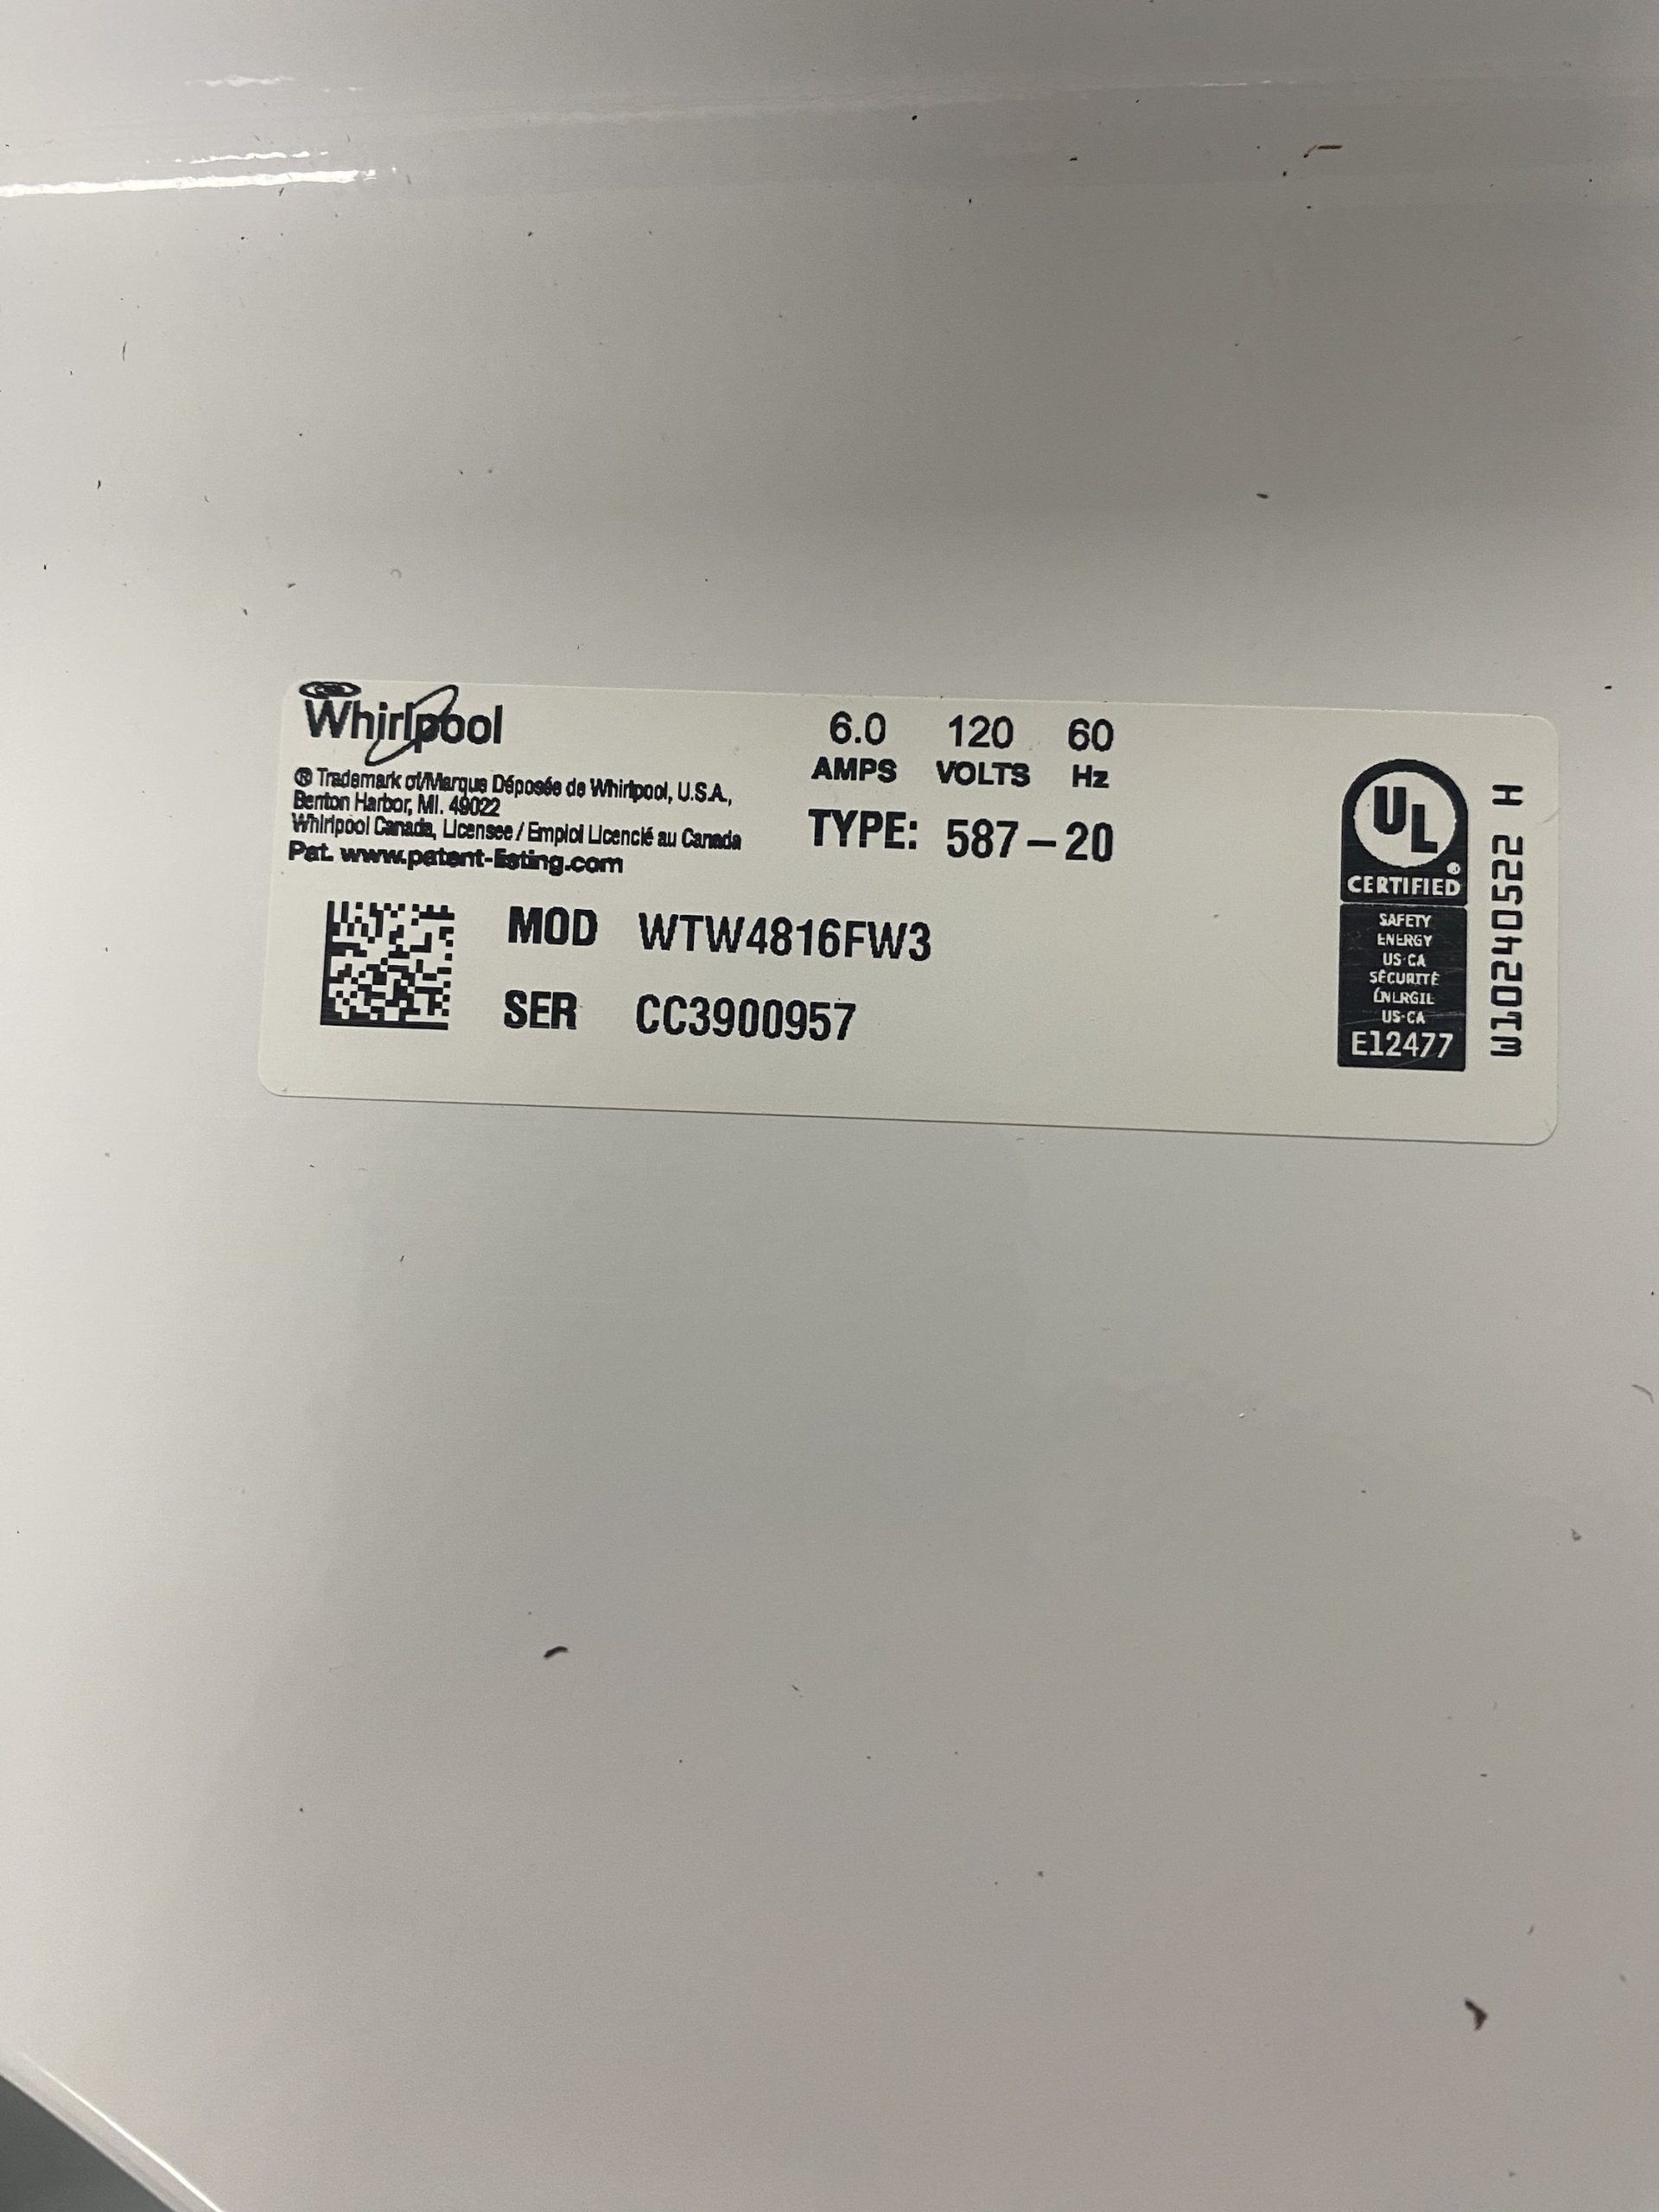 Whirlpool
® Trademark of/Marque Déposée de Whirlpool, U.S.A.,
Benton Harbor, MI. 49022
Whirlpool Canada, Licensee / Emploi Licencié au Canada
Pat. www.patent-listing.com
6.0 120 60
AMPS VOLTS Hz
TYPE: 587-20
MOD WTW4816FW3
SER CC3900957
UL
®
CERTIFIED
SAFETY
ENERGY
US·CA
SÉCURITÉ
ÉNERGIE
US-CA
E12477
W10240522 H